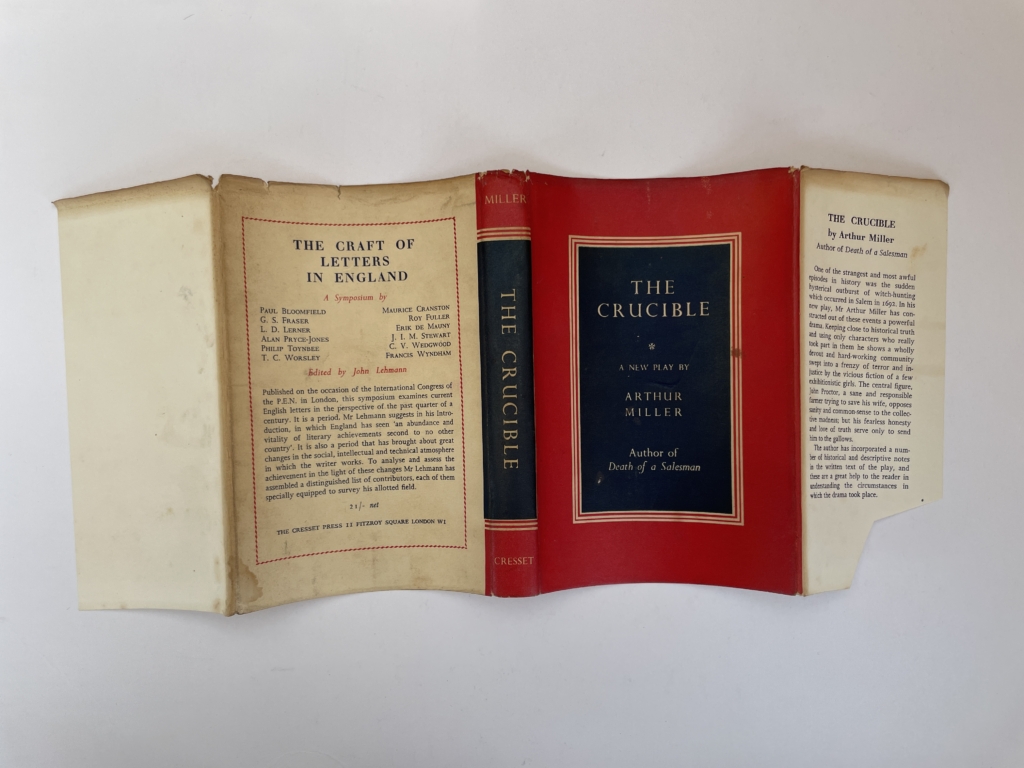 THE CRAFT OF
LETTERS
IN ENGLAND
A Symposium by
PAUL BLOOMFIELD
G. S. FRASER
L. D. LERNER
ALAN PRYCE-JONES
PHILIP TOYNBEE
T. C. WORSLEY
MAURICE CRANSTON
ROY FULLER
ERIK DE MAUNY
J. I. M. STEWART
C. V. WEDGWOOD
FRANCIS WYNDHAM
Edited by John Lehmann
Published on the occasion of the International Congress of
the P.E.N. in London, this symposium examines current
English letters in the perspective of the past quarter of a
century. It is a period, Mr Lehmann suggests in his Intro-
duction, in which England has seen 'an abundance and
vitality of literary achievements second to no other
country'. It is also a period that has brought about great
changes in the social, intellectual and technical atmosphere
in which the writer works. To analyse and assess the
achievement in the light of these changes Mr Lehmann has
assembled a distinguished list of contributors, each of them
specially equipped to survey his allotted field.
21/- net
THE CRESSET PRESS 11 FITZROY SQUARE LONDON W1
MILLER
THE CRUCIBLE
CRESSET
THE
CRUCIBLE
*
A NEW PLAY BY
ARTHUR
MILLER
Author of
Death of a Salesman
THE CRUCIBLE
by Arthur Miller
Author of Death of a Salesman
One of the strangest and most awful
episodes in history was the sudden
hysterical outburst of witch-hunting
which occurred in Salem in 1692. In his
new play, Mr Arthur Miller has con-
structed out of these events a powerful
drama. Keeping close to historical truth
and using only characters who really
took part in them he shows a wholly
devout and hard-working community
swept into a frenzy of terror and in-
justice by the vicious fiction of a few
exhibitionistic girls. The central figure,
John Proctor, a sane and responsible
farmer trying to save his wife, opposes
sanity and common-sense to the collec-
tive madness; but his fearless honesty
and love of truth serve only to send
him to the gallows.
The author has incorporated a num-
ber of historical and descriptive notes
in the written text of the play, and
these are a great help to the reader in
understanding the circumstances in
which the drama took place.